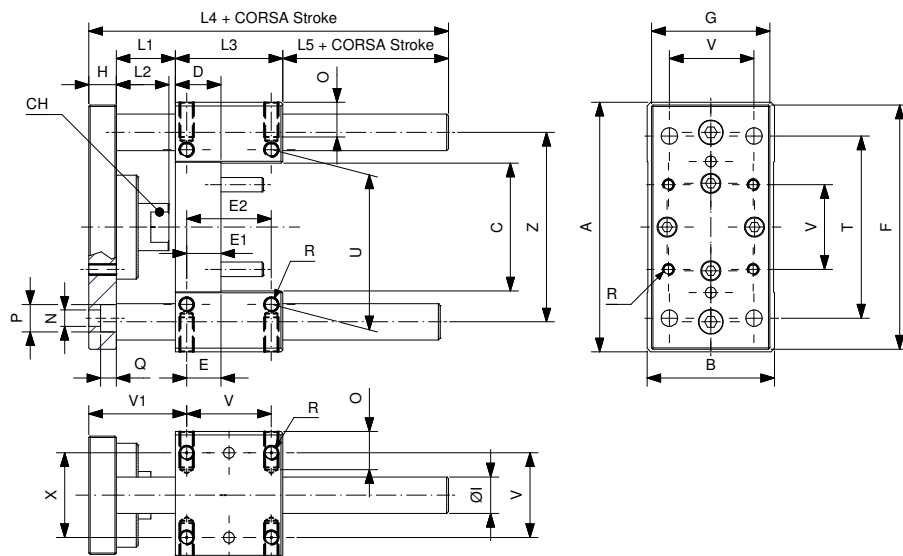 L4 + CORSA Stroke
L1
L3
L5 + CORSA Stroke
H
L2
D
O
CH
E2
E1
R
U
C
Z
P
N
Q
E
G
V
A
V
T
F
R
B
V1
V
O
R
X
ØI
V